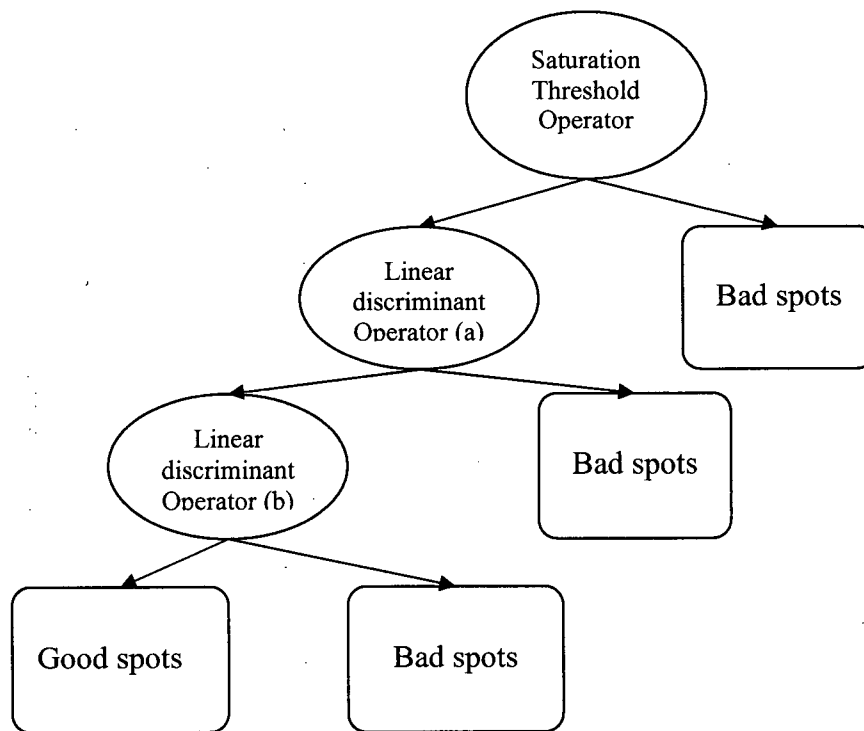 Saturation
Threshold
Operator
Linear
discriminant
Operator (a)
Bad spots
Linear
discriminant
Operator (b)
Bad spots
Good spots
Bad spots